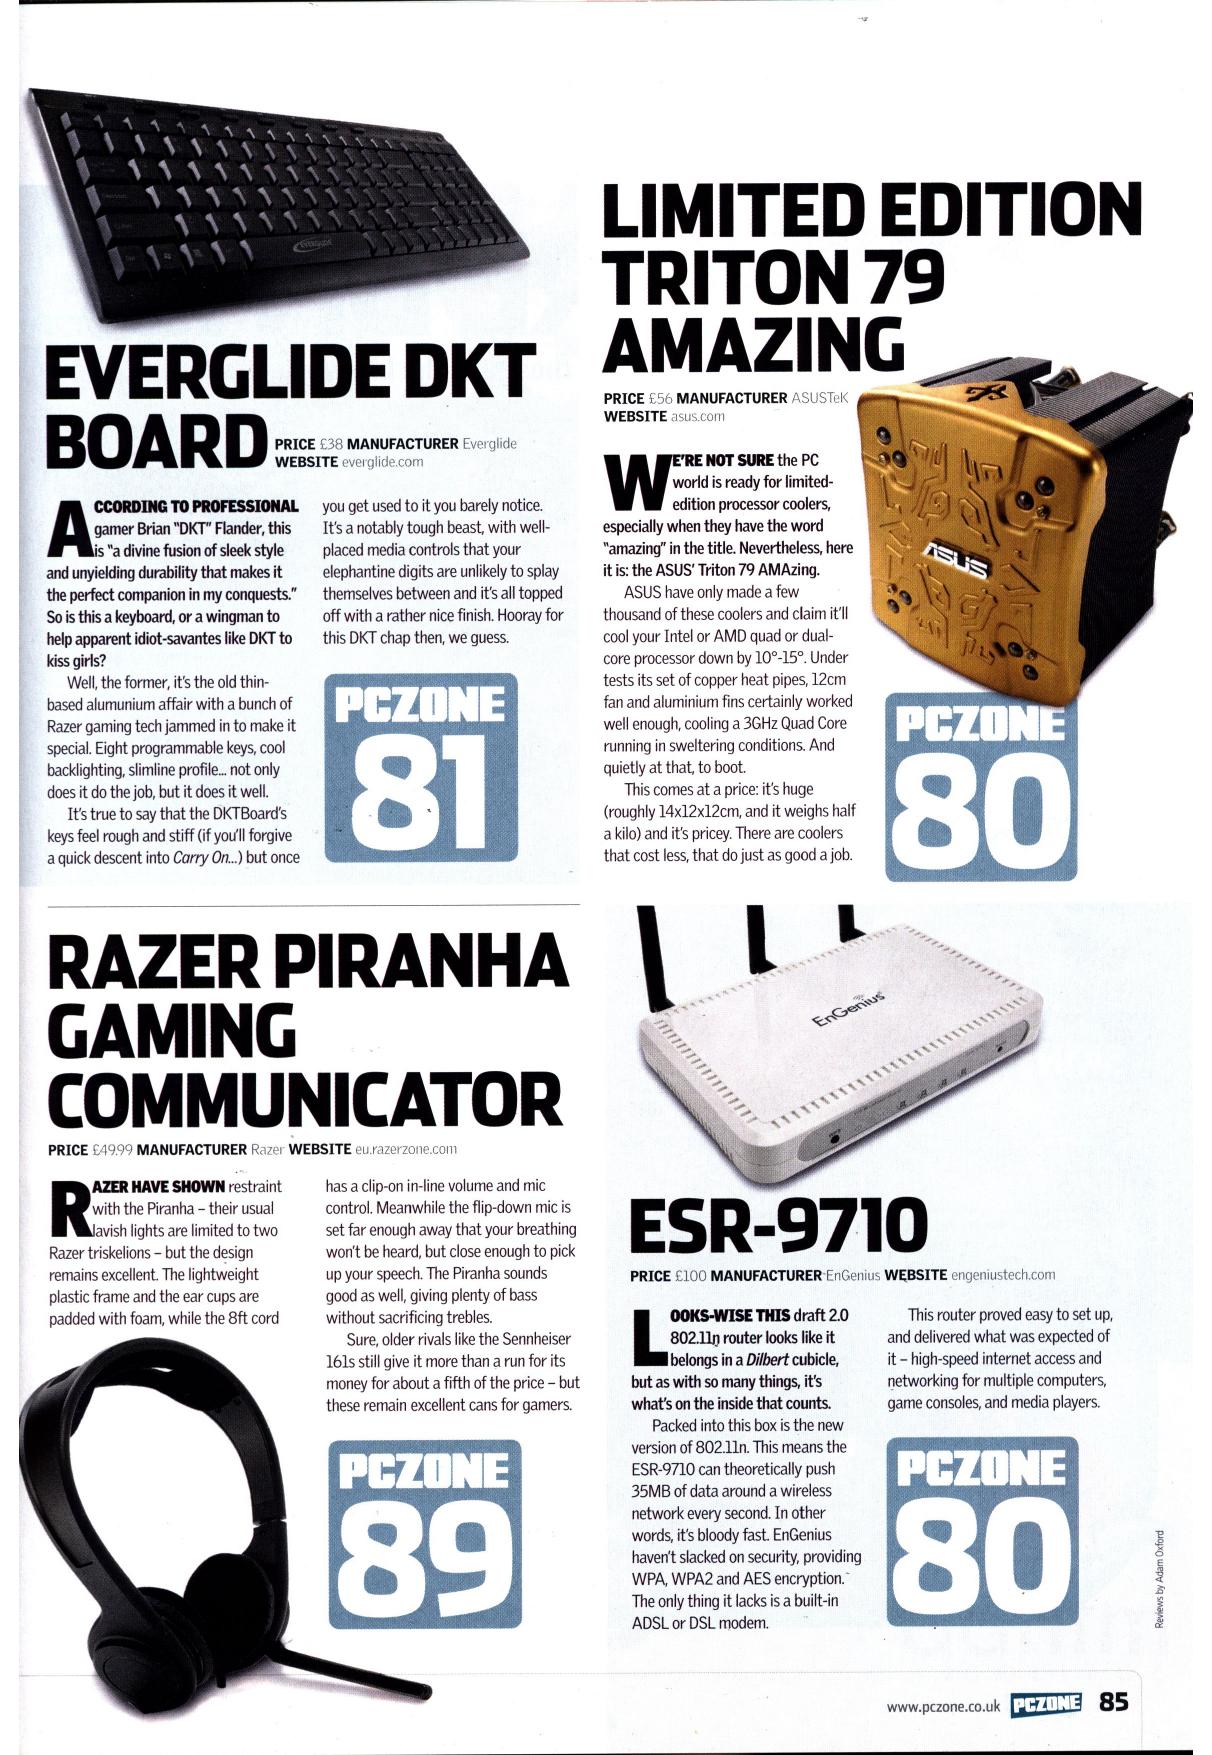 EVERGLIDE
EVERGLIDE DKT
BOARD
PRICE £38 MANUFACTURER Everglide
WEBSITE everglide.com
ACCORDING TO PROFESSIONAL
gamer Brian "DKT" Flander, this
is "a divine fusion of sleek style
and unyielding durability that makes it
the perfect companion in my conquests."
So is this a keyboard, or a wingman to
help apparent idiot-savantes like DKT to
kiss girls?
Well, the former, it's the old thin-
based alumunium affair with a bunch of
Razer gaming tech jammed in to make it
special. Eight programmable keys, cool
backlighting, slimline profile... not only
does it do the job, but it does it well.
It's true to say that the DKTBoard's
keys feel rough and stiff (if you'll forgive
a quick descent into Carry On...) but once
you get used to it you barely notice.
It's a notably tough beast, with well-
placed media controls that your
elephantine digits are unlikely to splay
themselves between and it's all topped
off with a rather nice finish. Hooray for
this DKT chap then, we guess.
PCZONE
81
LIMITED EDITION
TRITON 79
AMAZING
PRICE £56 MANUFACTURER ASUSTeK
WEBSITE asus.com
WE'RE NOT SURE the PC
world is ready for limited-
edition processor coolers,
especially when they have the word
"amazing" in the title. Nevertheless, here
it is: the ASUS' Triton 79 AMAzing.
ASUS have only made a few
thousand of these coolers and claim it'll
cool your Intel or AMD quad or dual-
core processor down by 10°-15°. Under
tests its set of copper heat pipes, 12cm
fan and aluminium fins certainly worked
well enough, cooling a 3GHz Quad Core
running in sweltering conditions. And
quietly at that, to boot.
This comes at a price: it's huge
(roughly 14x12x12cm, and it weighs half
a kilo) and it's pricey. There are coolers
that cost less, that do just as good a job.
ASUS
PCZONE
80
RAZER PIRANHA
GAMING
COMMUNICATOR
PRICE £49.99 MANUFACTURER Razer WEBSITE eu.razerzone.com
RAZER HAVE SHOWN restraint
with the Piranha – their usual
lavish lights are limited to two
Razer triskelions – but the design
remains excellent. The lightweight
plastic frame and the ear cups are
padded with foam, while the 8ft cord
has a clip-on in-line volume and mic
control. Meanwhile the flip-down mic is
set far enough away that your breathing
won't be heard, but close enough to pick
up your speech. The Piranha sounds
good as well, giving plenty of bass
without sacrificing trebles.
Sure, older rivals like the Sennheiser
161s still give it more than a run for its
money for about a fifth of the price – but
these remain excellent cans for gamers.
PCZONE
89
EnGenius
ESR-9710
PRICE £100 MANUFACTURER EnGenius WEBSITE engeniustech.com
LOOKS-WISE THIS draft 2.0
802.11n router looks like it
belongs in a Dilbert cubicle,
but as with so many things, it's
what's on the inside that counts.
Packed into this box is the new
version of 802.11n. This means the
ESR-9710 can theoretically push
35MB of data around a wireless
network every second. In other
words, it's bloody fast. EnGenius
haven't slacked on security, providing
WPA, WPA2 and AES encryption.
The only thing it lacks is a built-in
ADSL or DSL modem.
This router proved easy to set up,
and delivered what was expected of
it – high-speed internet access and
networking for multiple computers,
game consoles, and media players.
PCZONE
80
Reviews by Adam Oxford
www.pczone.co.uk PCZONE 85